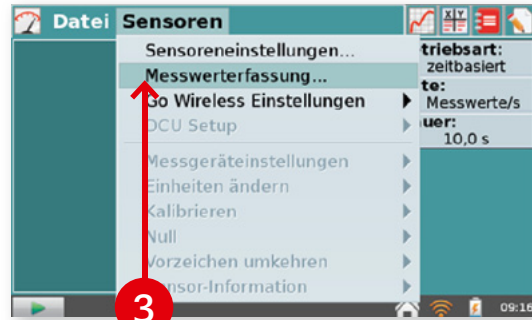 Datei Sensoren
Sensoreneinstellungen...
Messwerterfassung...
Go Wireless Einstellungen
DCU Setup
Messgeräteinstellungen
Einheiten ändern
Kalibrieren
Null
Vorzeichen umkehren
Sensor-Information
triebsart:
zeitbasiert
te:
Messwerte/s
uer:
10,0 s
X Y
3
09:16